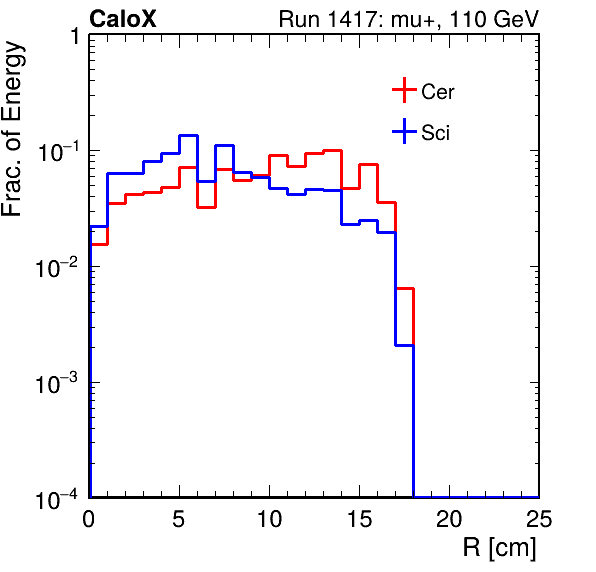 CaloX Run 1417: mu+, 110 GeV
Frac. of Energy
1
10⁻¹
10⁻²
10⁻³
10⁻⁴
Cer
Sci
0 5 10 15 20 25
R [cm]